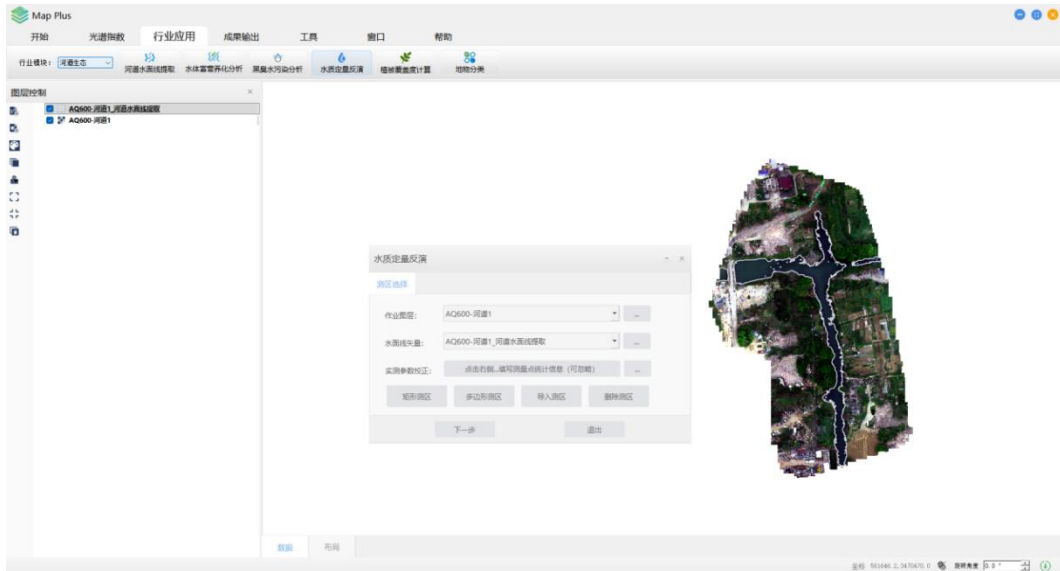 Map Plus
开始 光谱指数 行业应用 成果输出 工具 窗口 帮助
行业模块: 河道生态 河道水面线提取 水体富营养化分析 黑臭水污染分析 水质定量反演 植被覆盖度计算 地物分类
图层控制 ×
AQ600-河道1_河道水面线提取
AQ600-河道1
水质定量反演 - ×
测区选择
作业图层: AQ600-河道1 ...
水面线矢量: AQ600-河道1_河道水面线提取 ...
实测参数校正: 点击右侧...填写测量点统计信息（可忽略） ...
矩形测区 多边形测区 导入测区 删除测区
下一步 退出
数据 布局
坐标 旋转角度 0.0 °